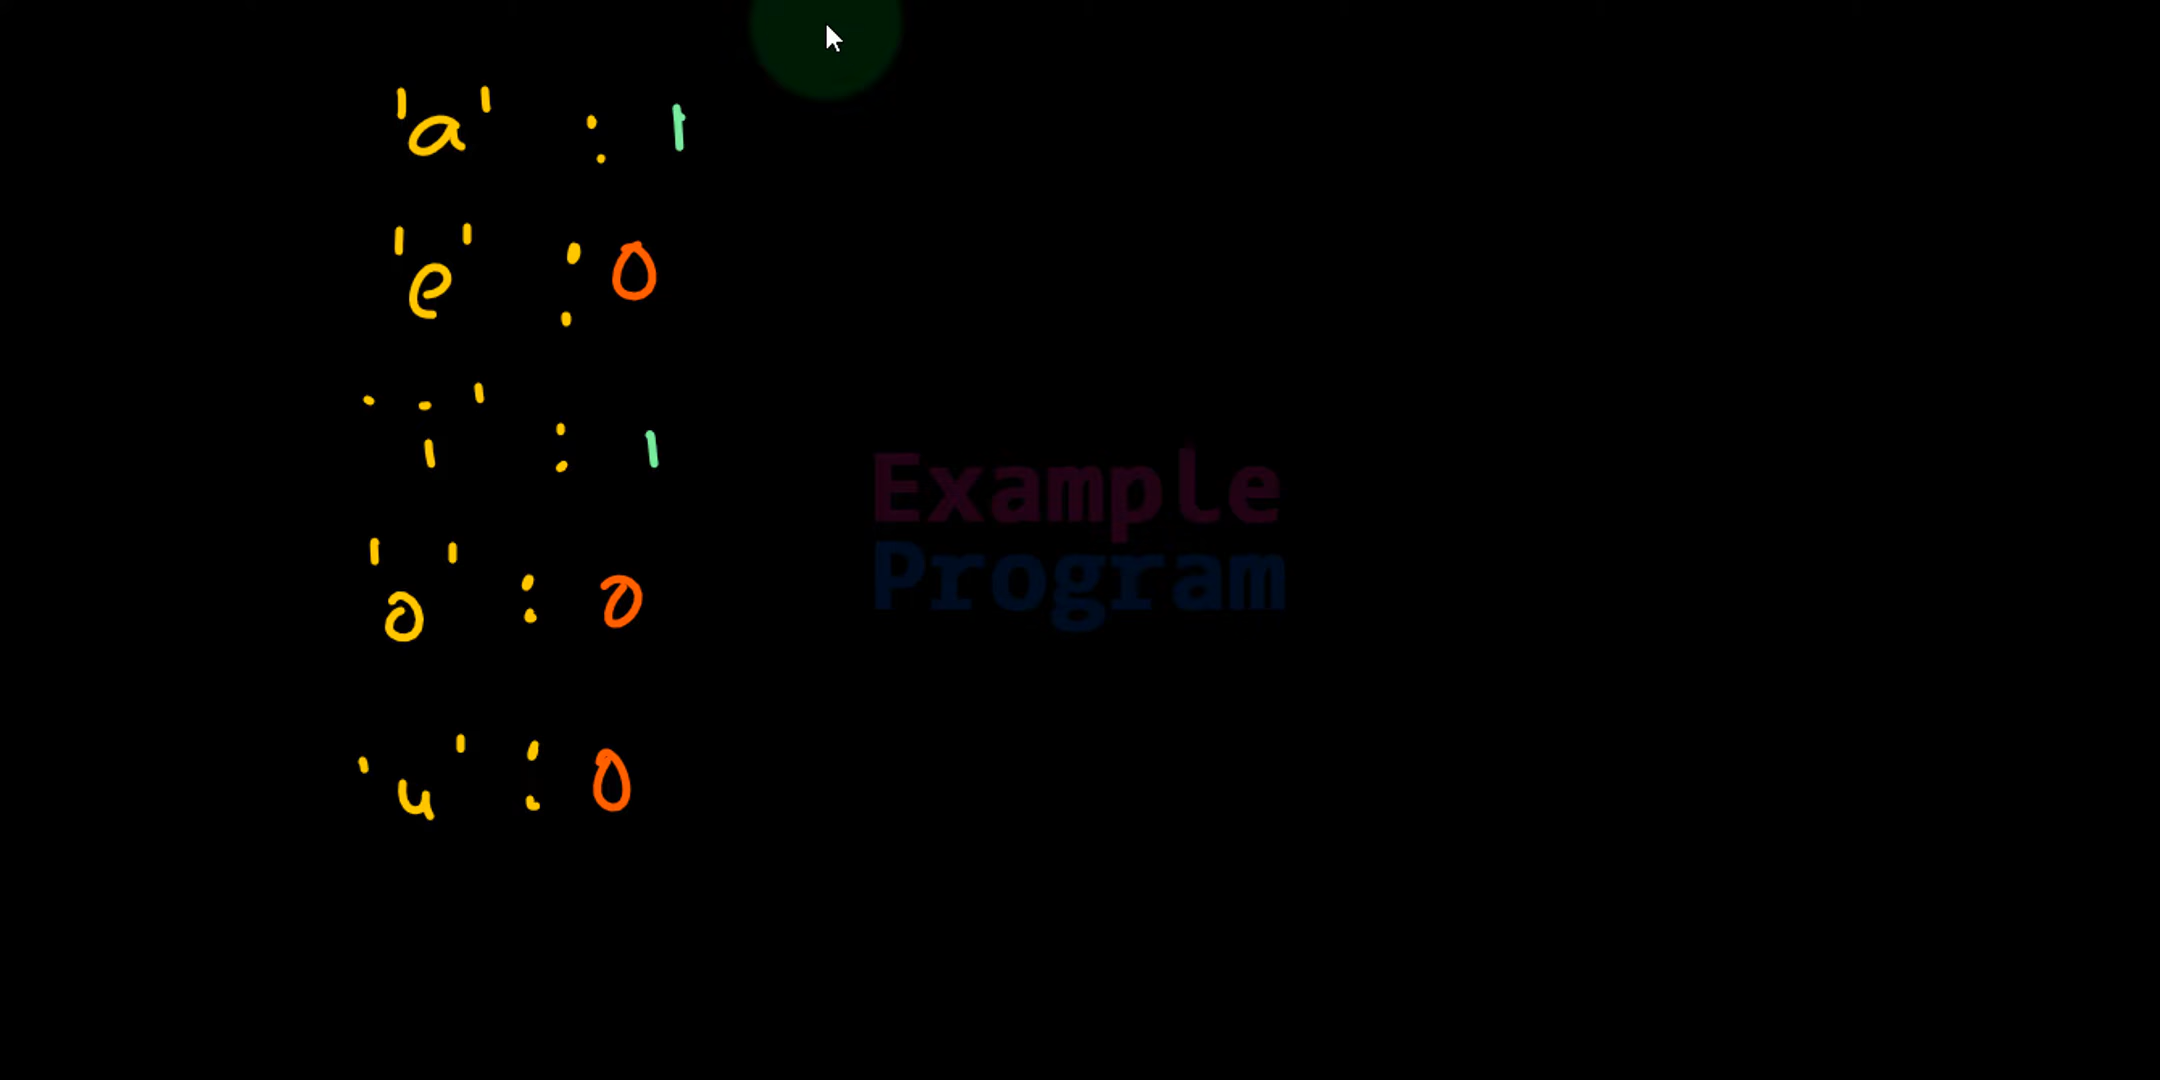 'a' : 1
'e' : 0
'i' : 1
'o' : 0
'u' : 0
Example
Program